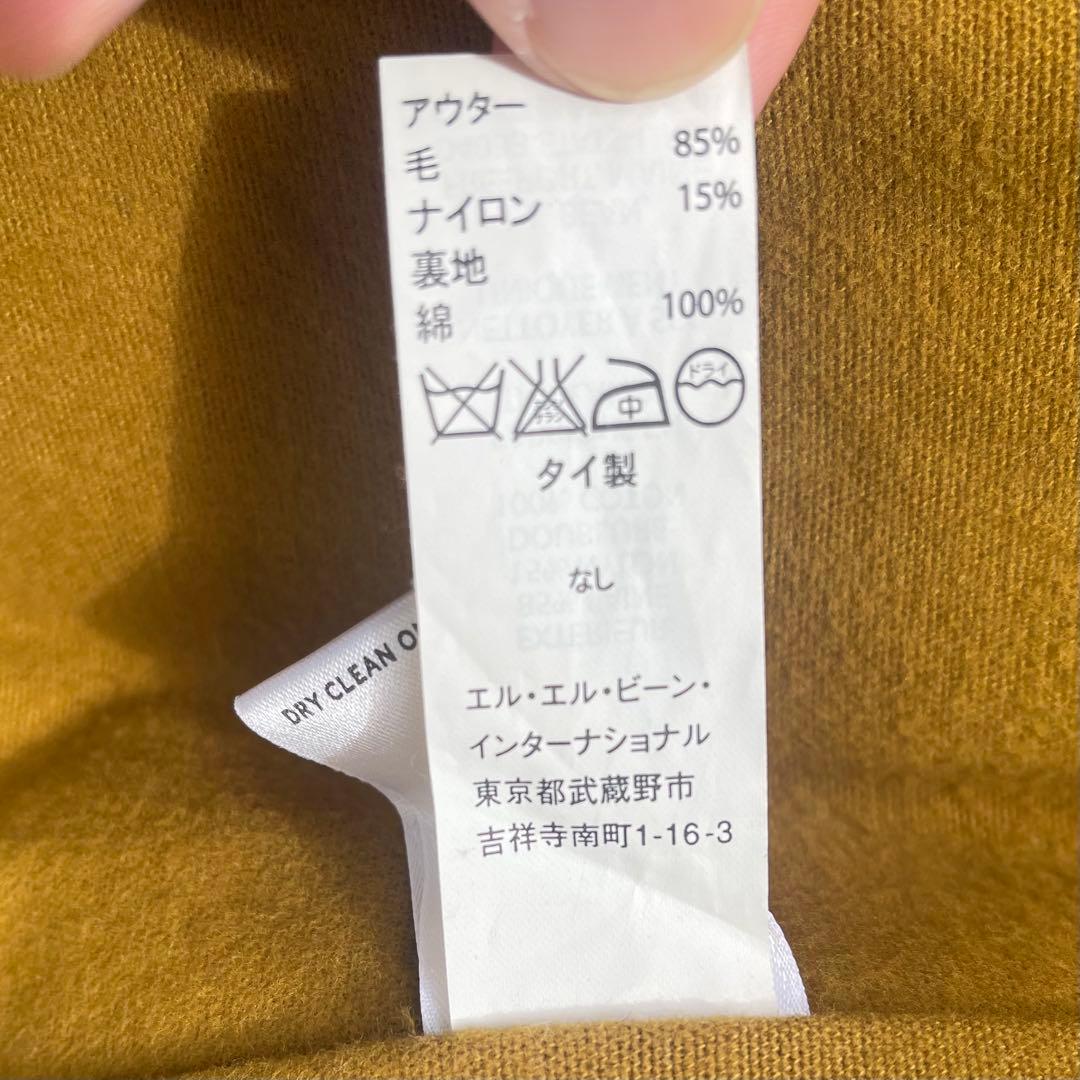 アウター
毛 85%
ナイロン 15%
裏地
綿 100%
中
ドライ
タイ製
なし
DRY CLEAN
エル・エル・ビーン・
インターナショナル
東京都武蔵野市
吉祥寺南町1-16-3